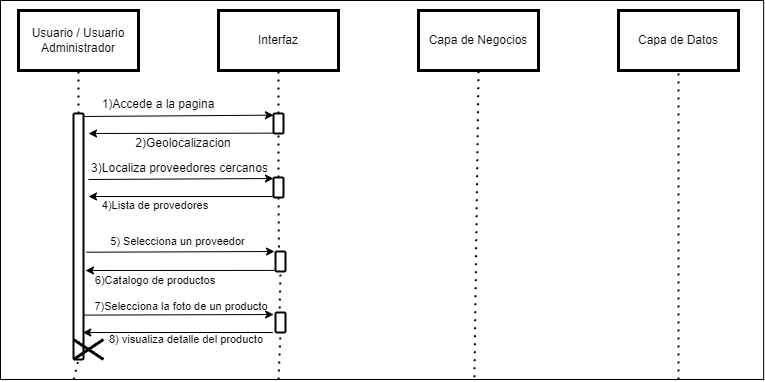 Usuario / Usuario
Administrador
Interfaz
Capa de Negocios
Capa de Datos
1)Accede a la pagina
2)Geolocalizacion
3)Localiza proveedores cercanos
4)Lista de provedores
5) Selecciona un proveedor
6)Catalogo de productos
7)Selecciona la foto de un producto
8) visualiza detalle del producto